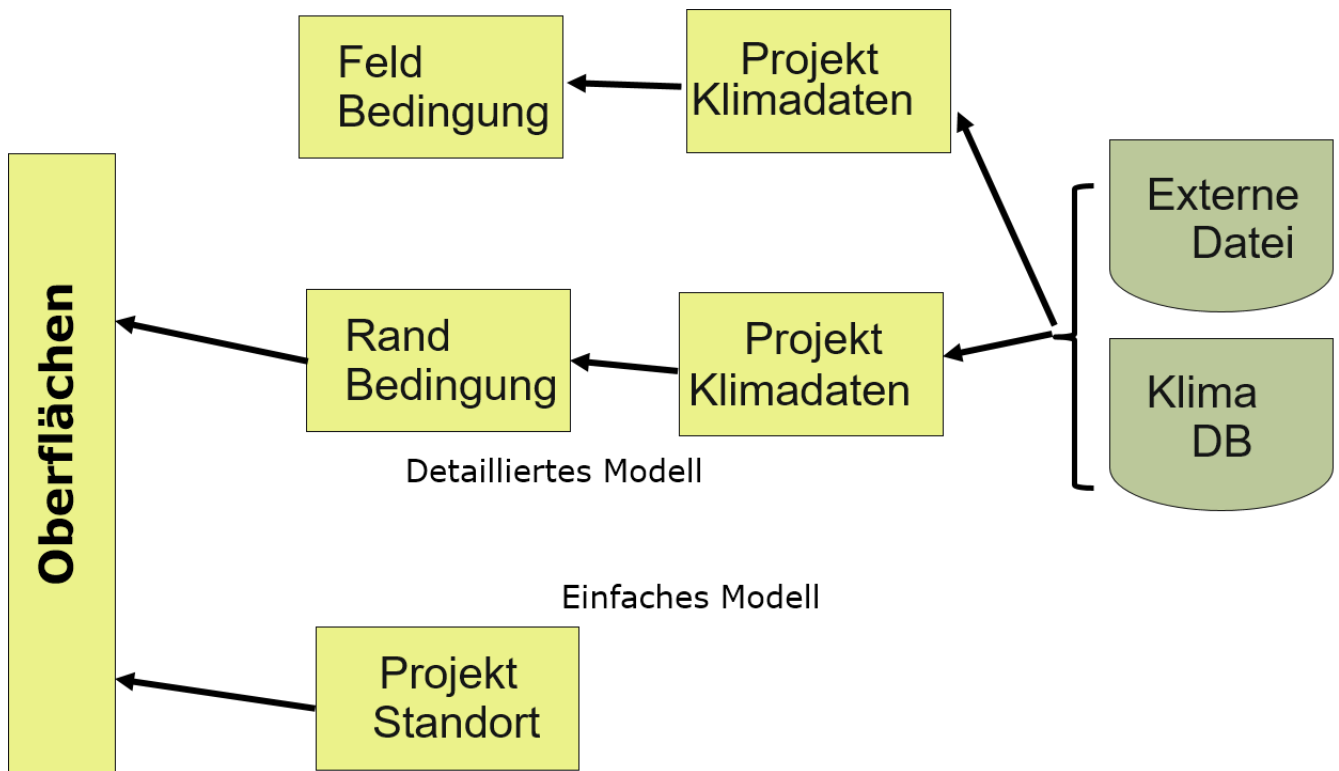 Feld
Bedingung
Projekt
Klimadaten
Externe
Datei
Oberflächen
Rand
Bedingung
Projekt
Klimadaten
Klima
DB
Detailliertes Modell
Einfaches Modell
Projekt
Standort